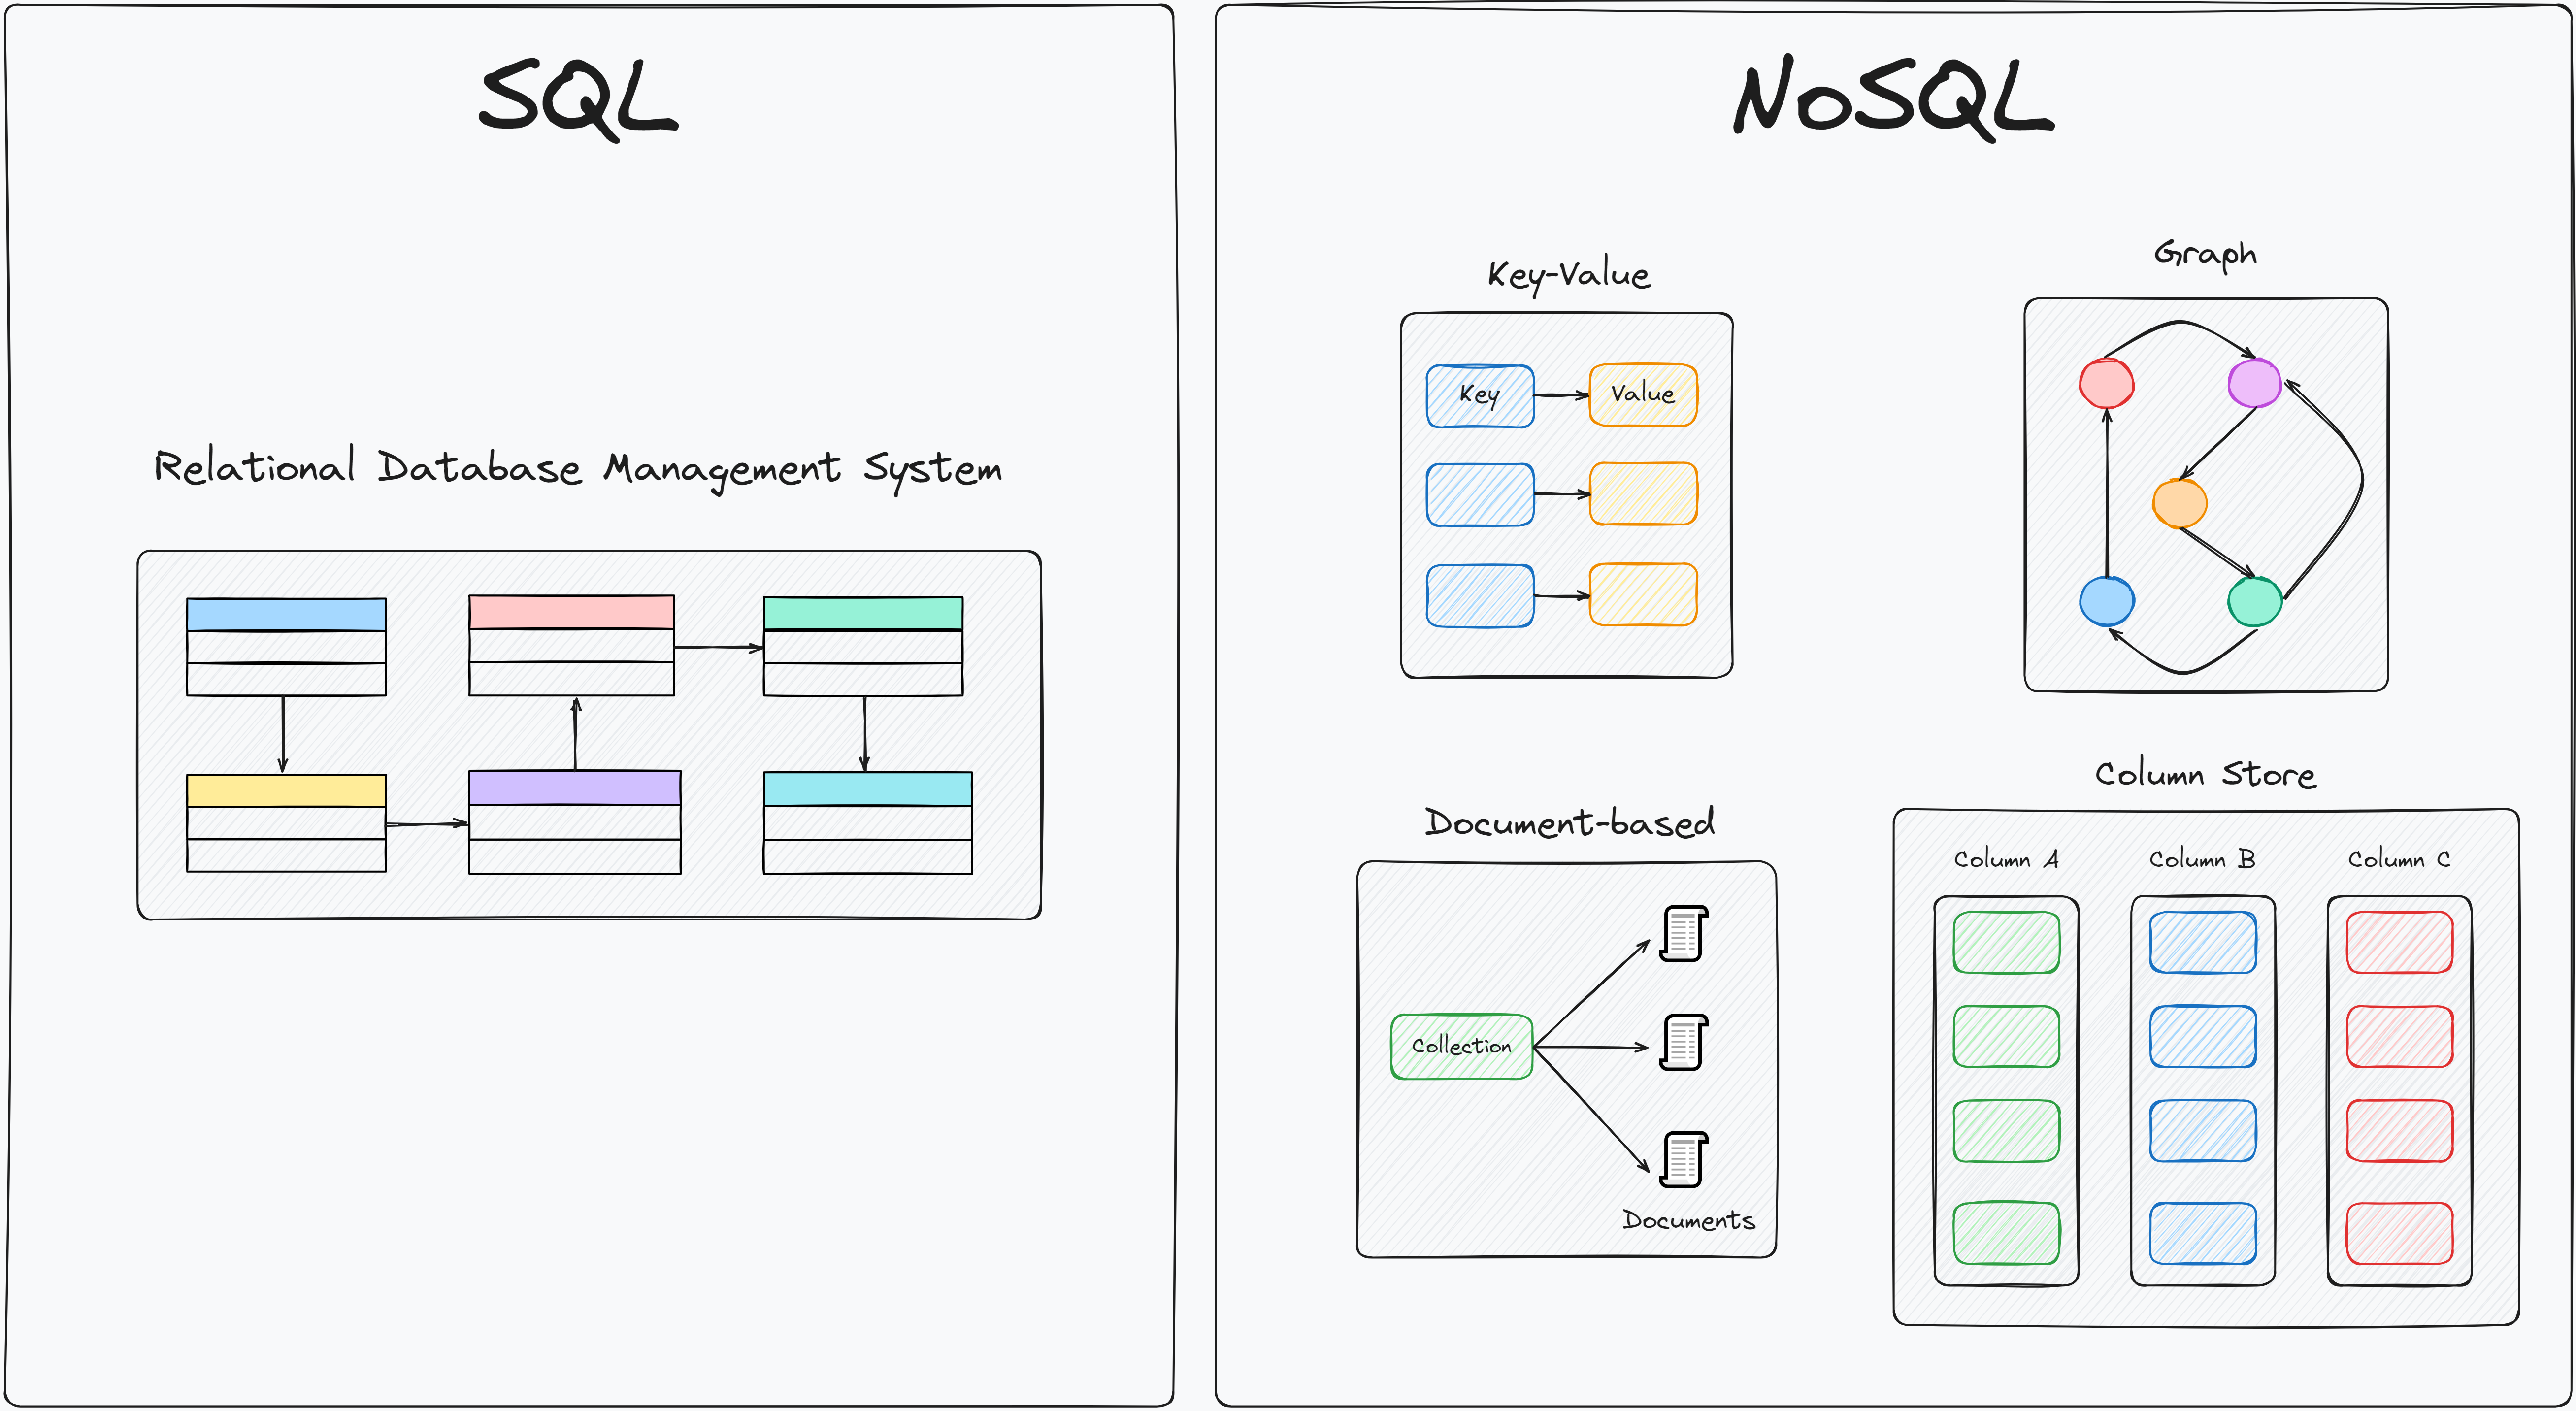 SQL
Relational Database Management System
NoSQL
Key-Value
Key
Value
Graph
Document-based
Collection
Documents
Column Store
Column A
Column B
Column C